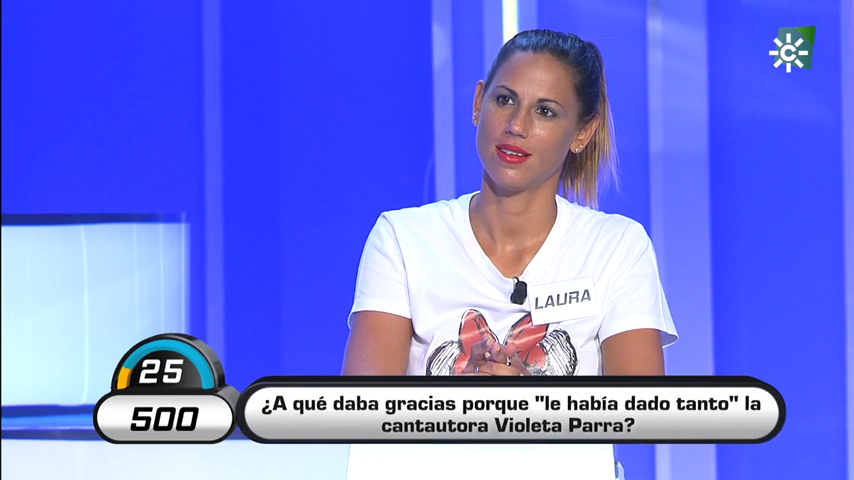 LAURA
25
500
¿A qué daba gracias porque "le había dado tanto" la
cantautora Violeta Parra?